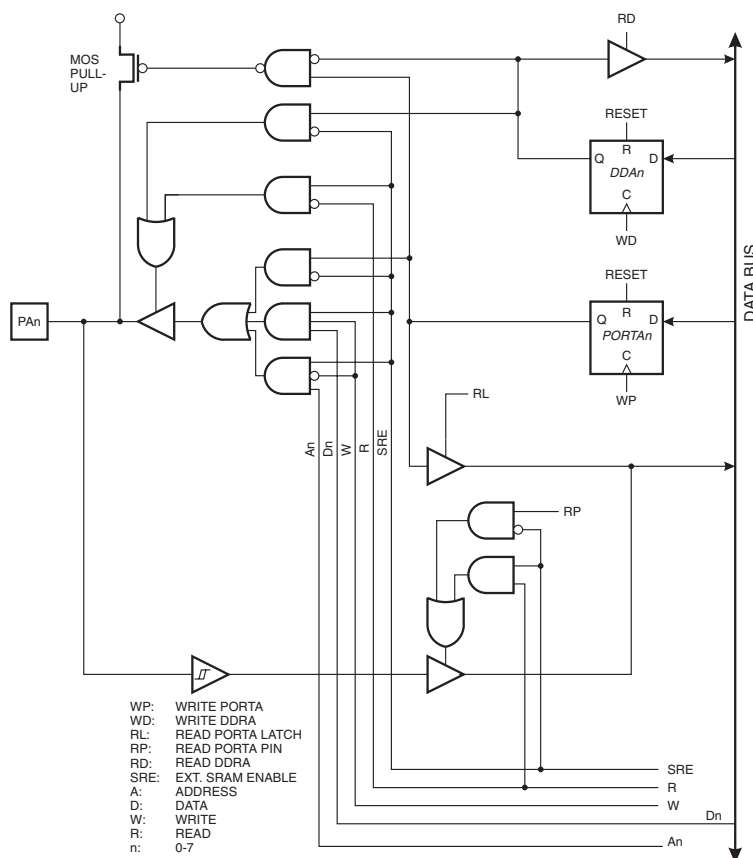 RD
MOS
PULL-
UP
RESET
R
Q
D
DDAn
C
WD
DATA BUS
RESET
R
PAn
Q
D
PORTAn
C
WP
RL
An
Dn
W
R
SRE
RP
WP: WRITE PORTA
WD: WRITE DDRA
RL: READ PORTA LATCH
RP: READ PORTA PIN
RD: READ DDRA
SRE: EXT. SRAM ENABLE
A: ADDRESS
D: DATA
W: WRITE
R: READ
n: 0-7
SRE
R
W
Dn
An